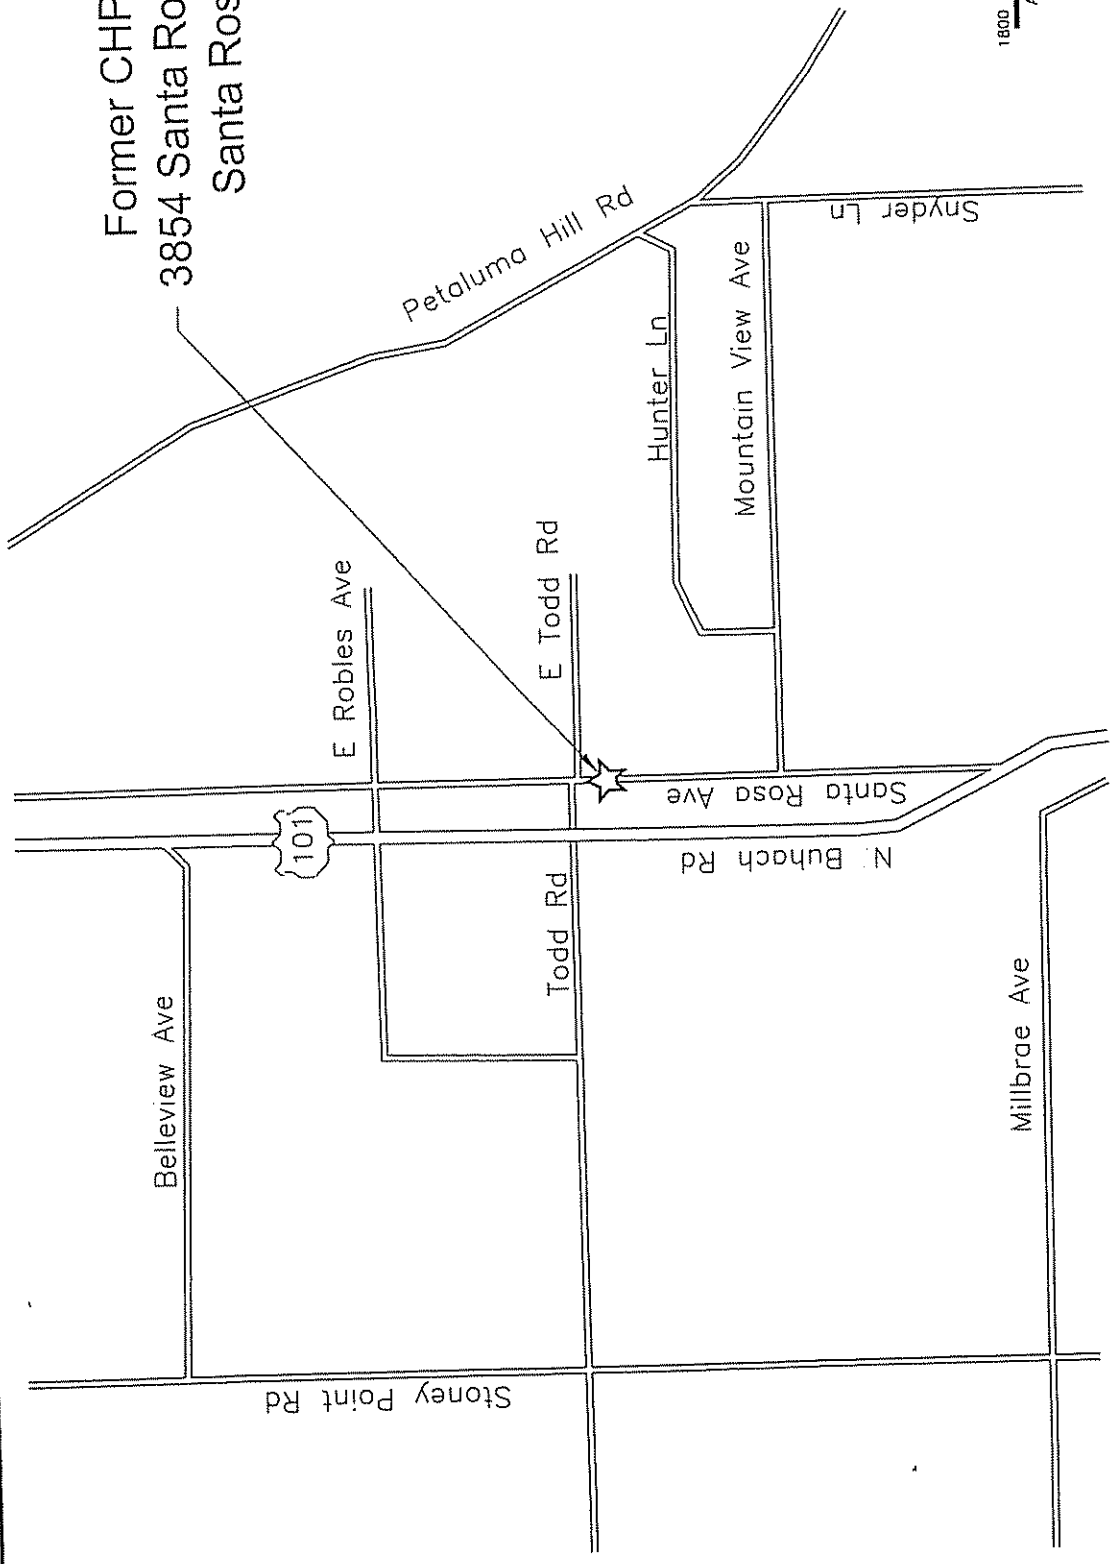 Former CHP
3854 Santa Ro
Santa Ros
1800
Petaluma Hill Rd
Snyder Ln
Hunter Ln
Mountain View Ave
E Robles Ave
E Todd Rd
Santa Rosa Ave
101
N. Buhach Rd
Todd Rd
Belleview Ave
Millbrae Ave
Stoney Point Rd